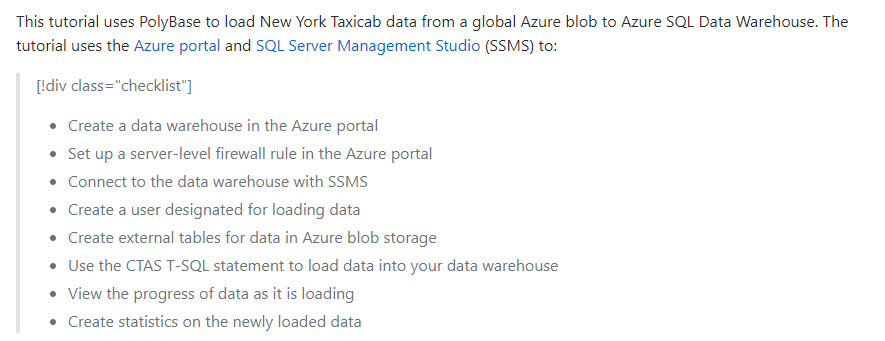 This tutorial uses PolyBase to load New York Taxicab data from a global Azure blob to Azure SQL Data Warehouse. The
tutorial uses the Azure portal and SQL Server Management Studio (SSMS) to:
[!div class="checklist"]
• Create a data warehouse in the Azure portal
• Set up a server-level firewall rule in the Azure portal
• Connect to the data warehouse with SSMS
• Create a user designated for loading data
• Create external tables for data in Azure blob storage
• Use the CTAS T-SQL statement to load data into your data warehouse
• View the progress of data as it is loading
• Create statistics on the newly loaded data